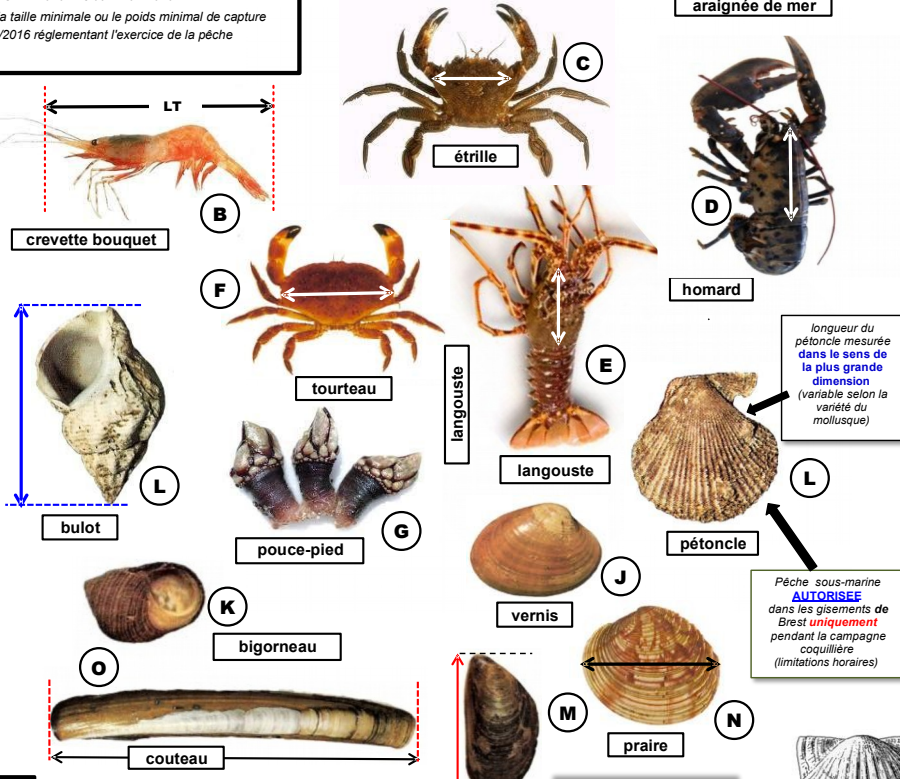 araignée de mer
a taille minimale ou le poids minimal de capture
/2016 réglementant l'exercice de la pêche
C
LT
étrille
D
B
crevette bouquet
F
homard
E
longueur du
pétoncle mesurée
dans le sens de
la plus grande
dimension
(variable selon la
variété du
mollusque)
tourteau
langouste
langouste
L
L
bulot
G
pouce-pied
pétoncle
J
vernis
Pêche sous-marine
AUTORISEE
dans les gisements de
Brest uniquement
pendant la campagne
coquillière
(limitations horaires)
K
bigorneau
O
M
N
praire
couteau